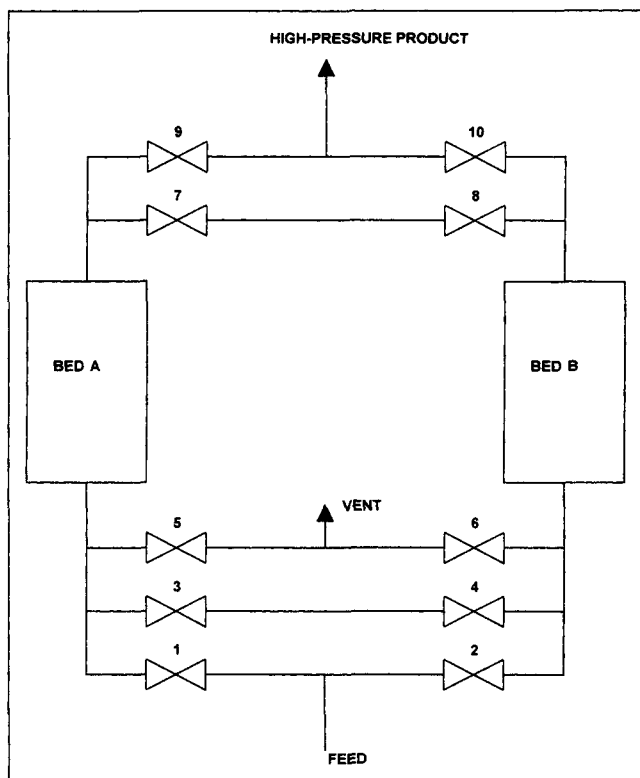 HIGH-PRESSURE PRODUCT
9 10
7 8
BED A BED B
VENT
5 6
3 4
1 2
FEED